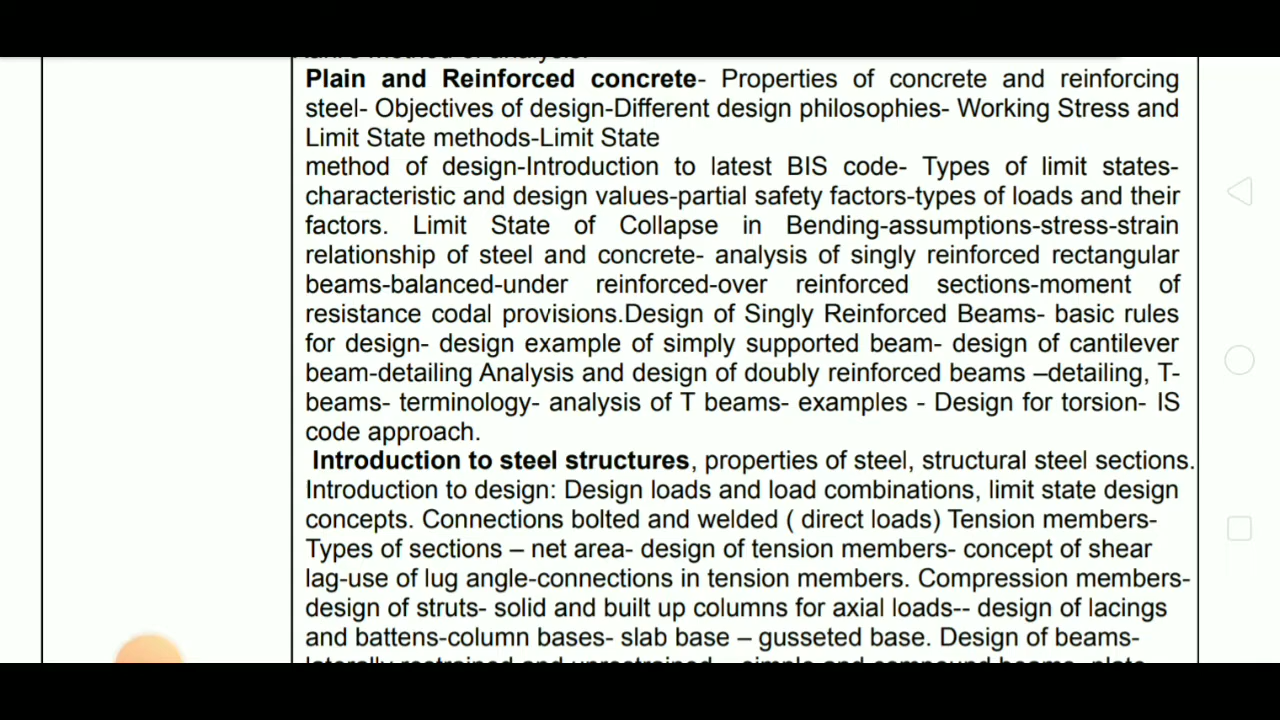 Plain and Reinforced concrete- Properties of concrete and reinforcing
steel- Objectives of design-Different design philosophies- Working Stress and
Limit State methods-Limit State
method of design-Introduction to latest BIS code- Types of limit states-
characteristic and design values-partial safety factors-types of loads and their
factors. Limit State of Collapse in Bending-assumptions-stress-strain
relationship of steel and concrete- analysis of singly reinforced rectangular
beams-balanced-under reinforced-over reinforced sections-moment of
resistance codal provisions.Design of Singly Reinforced Beams- basic rules
for design- design example of simply supported beam- design of cantilever
beam-detailing Analysis and design of doubly reinforced beams –detailing, T-
beams- terminology- analysis of T beams- examples - Design for torsion- IS
code approach.
Introduction to steel structures, properties of steel, structural steel sections.
Introduction to design: Design loads and load combinations, limit state design
concepts. Connections bolted and welded ( direct loads) Tension members-
Types of sections – net area- design of tension members- concept of shear
lag-use of lug angle-connections in tension members. Compression members-
design of struts- solid and built up columns for axial loads-- design of lacings
and battens-column bases- slab base – gusseted base. Design of beams-